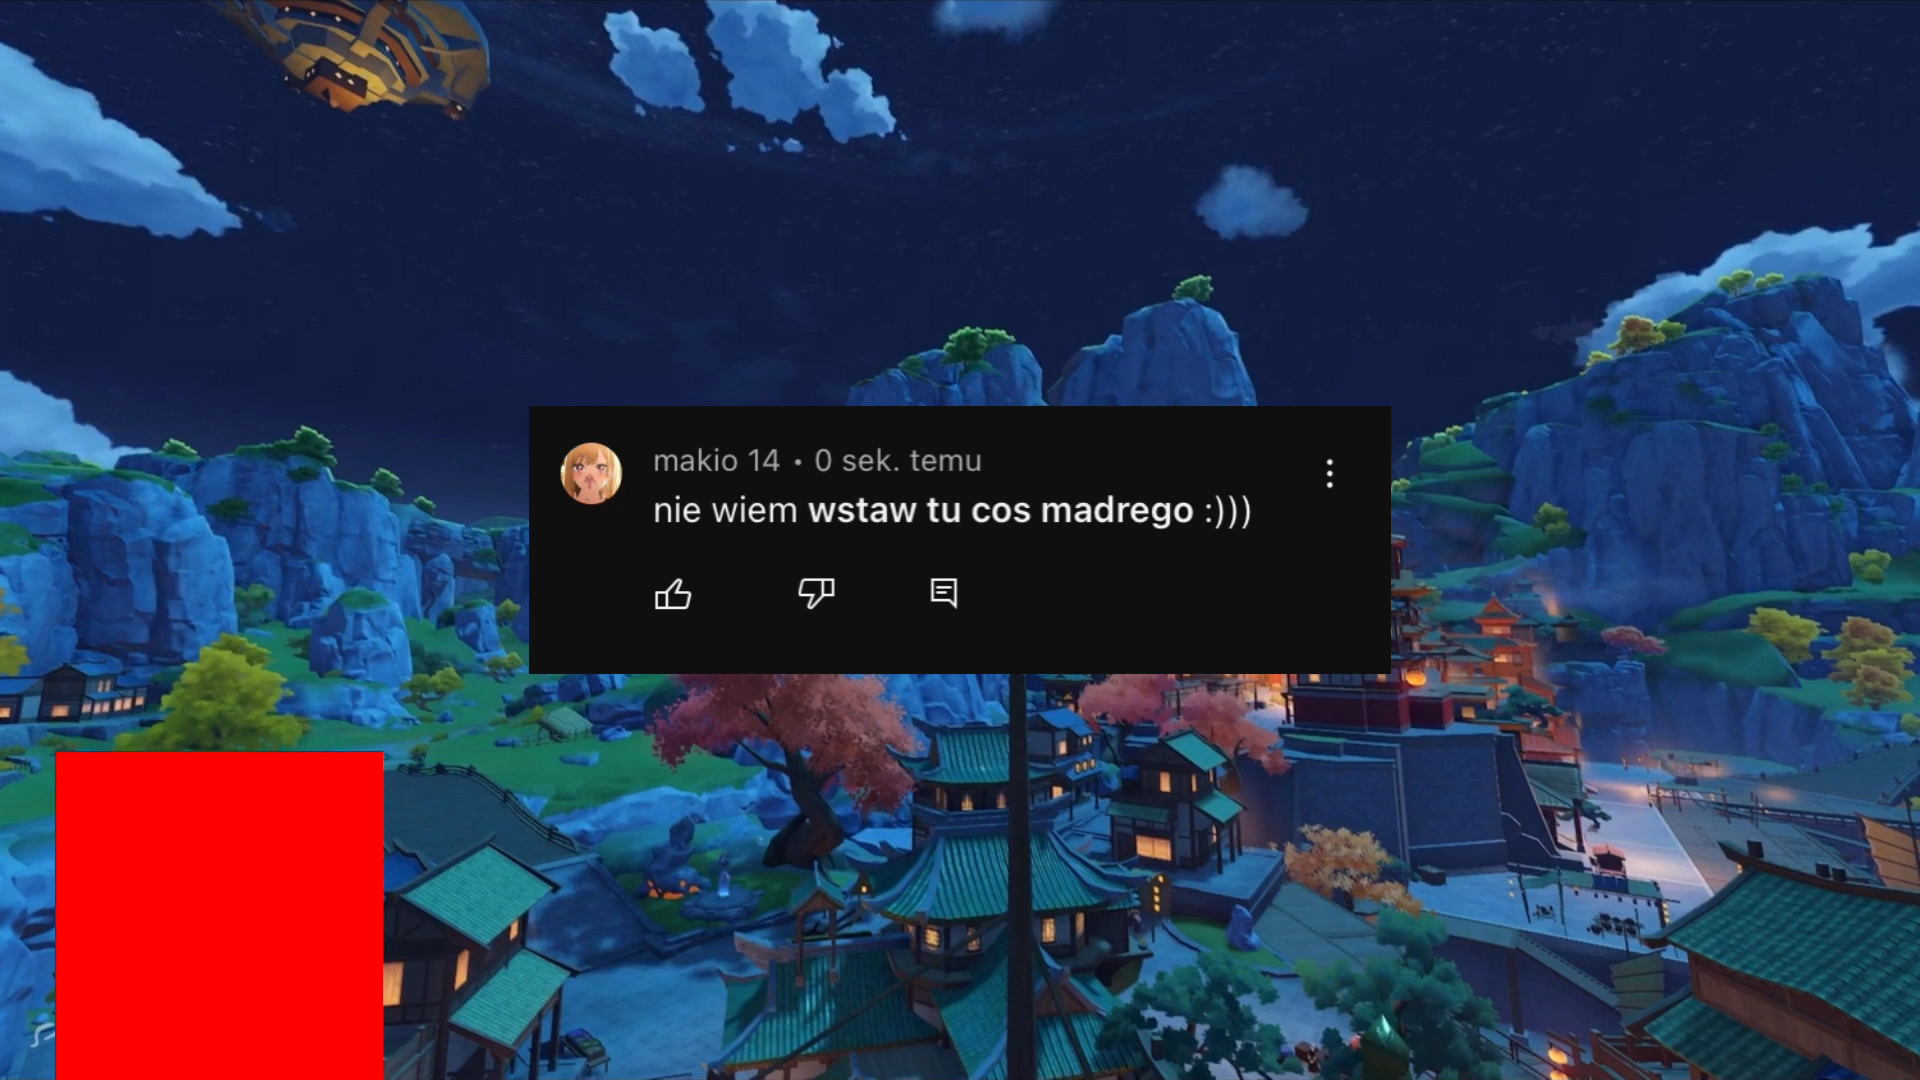 makio 14 • 0 sek. temu
nie wiem wstaw tu cos madrego :)))